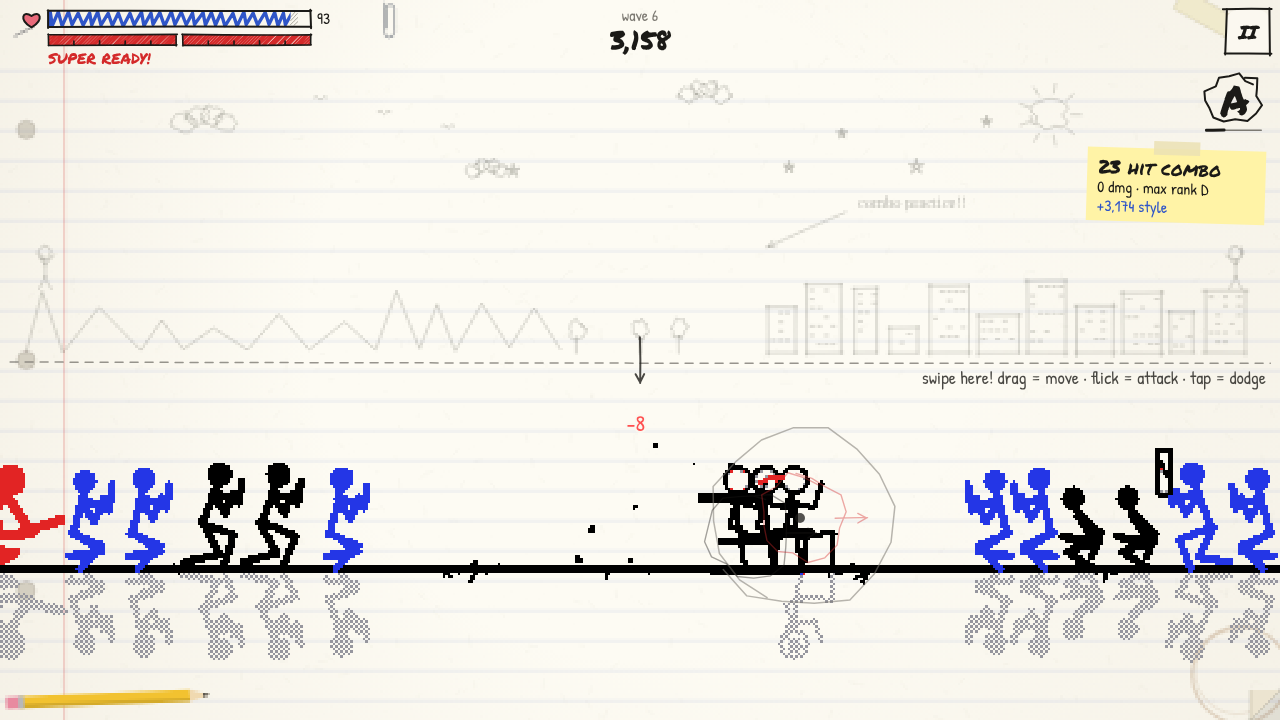 93
SUPER READY!
wave 6
3,158
II
A
23 HIT COMBO
0 dmg · max rank D
+3,174 style
combo practice!!
swipe here! drag = move · flick = attack · tap = dodge
-8